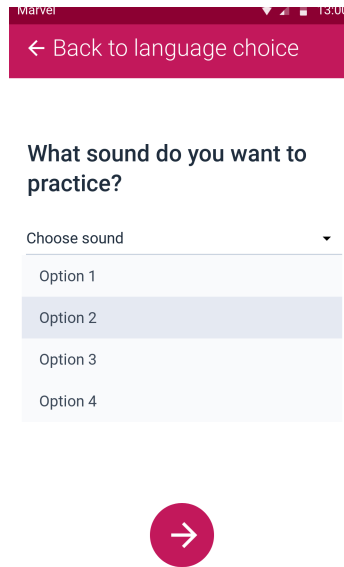 Marvel 13:00
Back to language choice
What sound do you want to
practice?
Choose sound
Option 1
Option 2
Option 3
Option 4